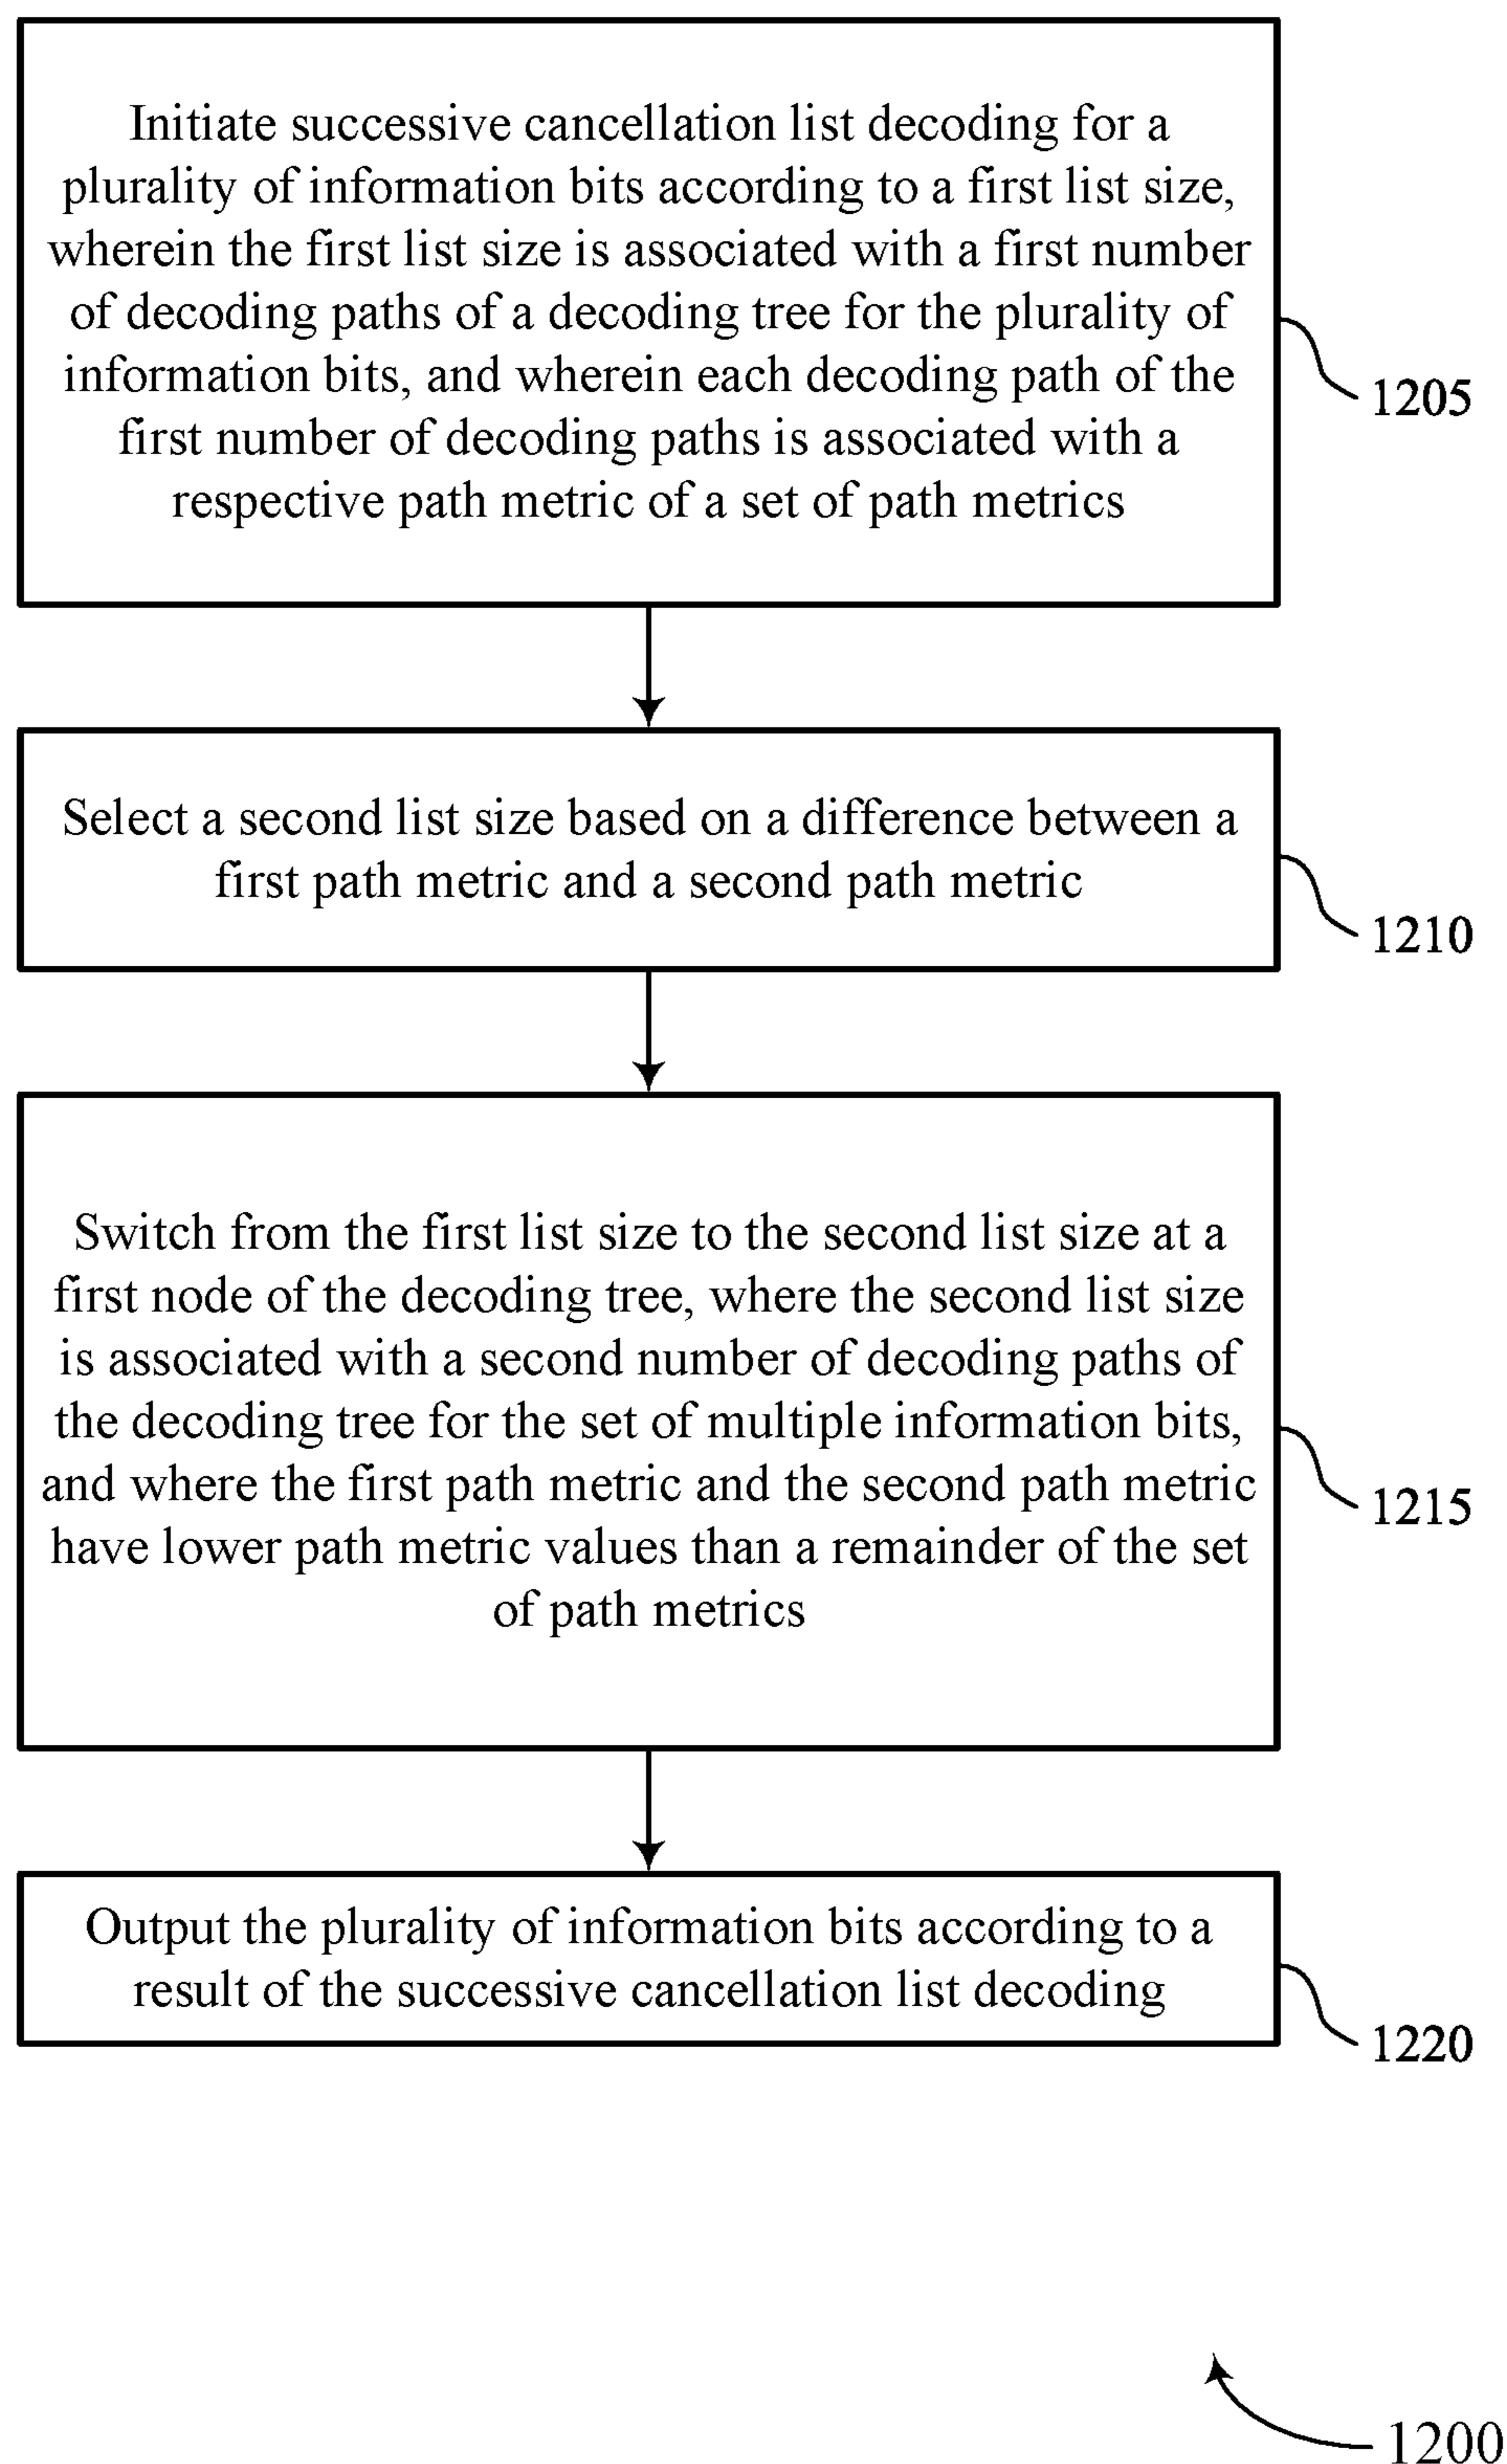 Initiate successive cancellation list decoding for a
plurality of information bits according to a first list size,
wherein the first list size is associated with a first number
of decoding paths of a decoding tree for the plurality of
information bits, and wherein each decoding path of the
first number of decoding paths is associated with a
respective path metric of a set of path metrics
1205
Select a second list size based on a difference between a
first path metric and a second path metric
1210
Switch from the first list size to the second list size at a
first node of the decoding tree, where the second list size
is associated with a second number of decoding paths of
the decoding tree for the set of multiple information bits,
and where the first path metric and the second path metric
have lower path metric values than a remainder of the set
of path metrics
1215
Output the plurality of information bits according to a
result of the successive cancellation list decoding
1220
1200